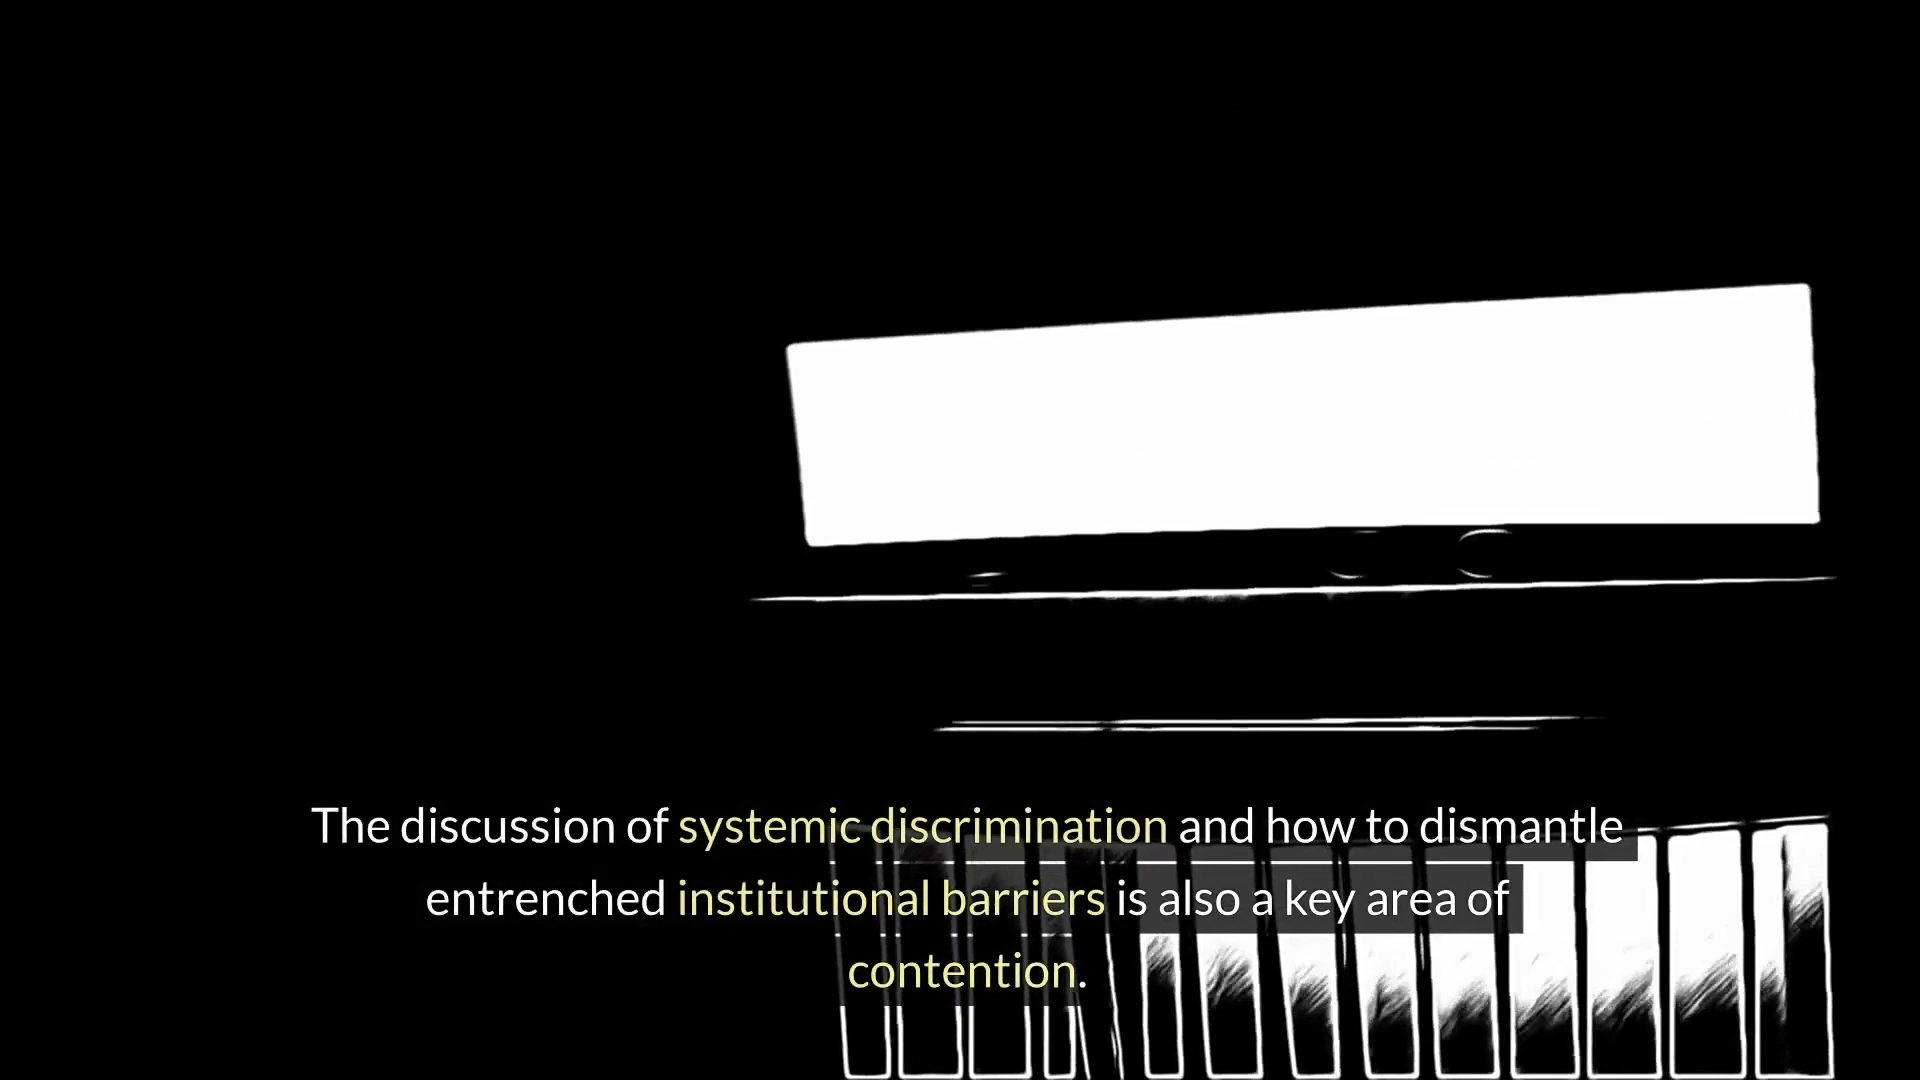 The discussion of systemic discrimination and how to dismantle
entrenched institutional barriers is also a key area of
contention.